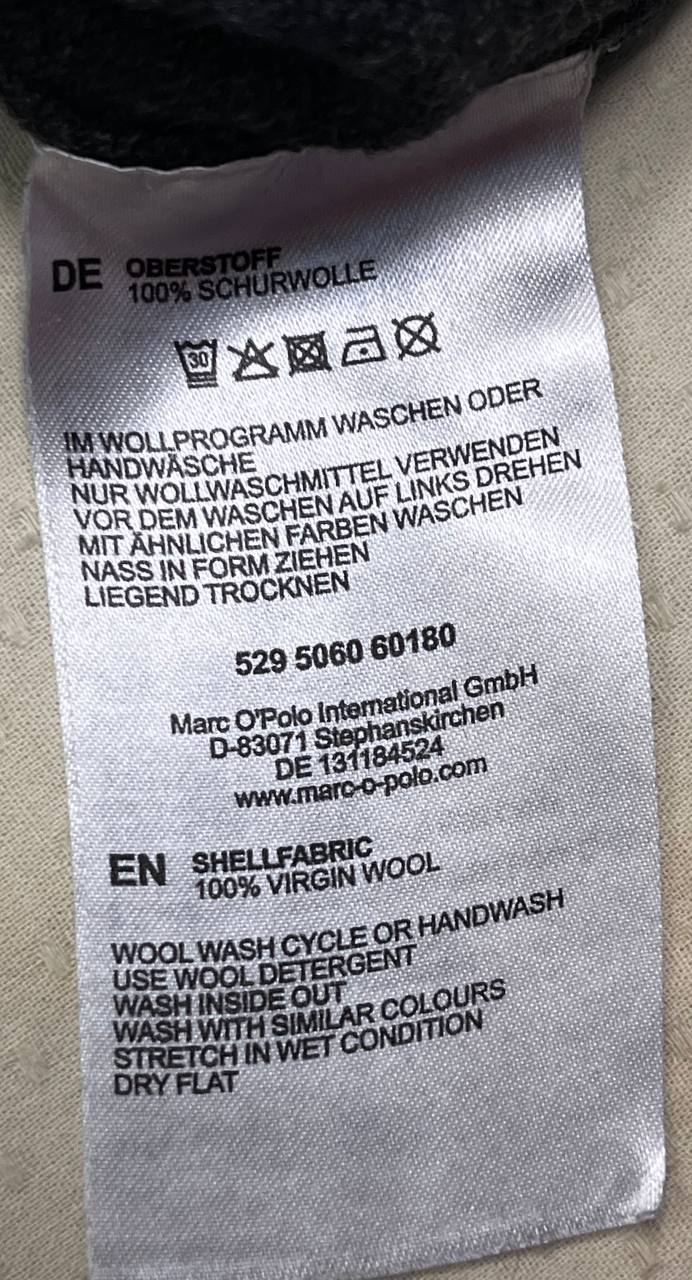 DE OBERSTOFF
100% SCHURWOLLE
30
IM WOLLPROGRAMM WASCHEN ODER
HANDWÄSCHE
NUR WOLLWASCHMITTEL VERWENDEN
VOR DEM WASCHEN AUF LINKS DREHEN
MIT ÄHNLICHEN FARBEN WASCHEN
NASS IN FORM ZIEHEN
LIEGEND TROCKNEN
529 5060 60180
Marc O'Polo International GmbH
D-83071 Stephanskirchen
DE 131184524
www.marc-o-polo.com
EN SHELLFABRIC
100% VIRGIN WOOL
WOOL WASH CYCLE OR HANDWASH
USE WOOL DETERGENT
WASH INSIDE OUT
WASH WITH SIMILAR COLOURS
STRETCH IN WET CONDITION
DRY FLAT